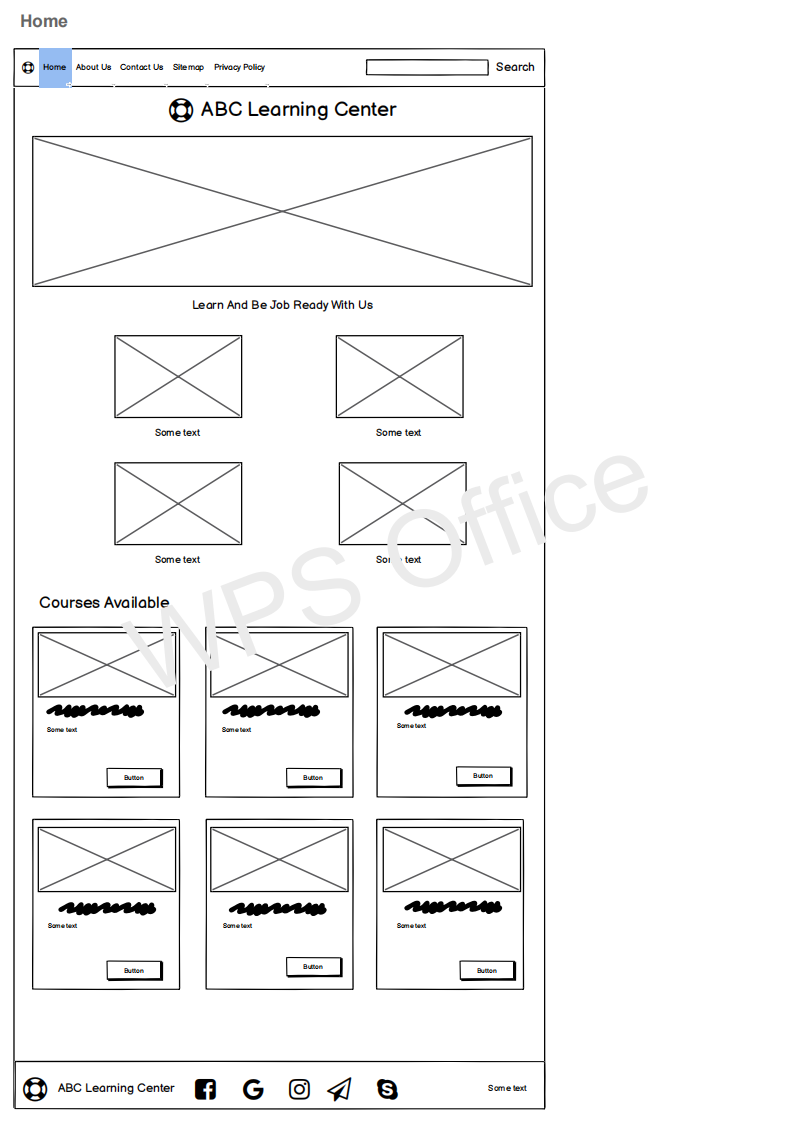 Home
Home About Us Contact Us Sitemap Privacy Policy Search
ABC Learning Center
Learn And Be Job Ready With Us
Some text Some text
Some text Some text
WPS Office
Courses Available
Some text Some text Some text
Button Button Button
Some text Some text Some text
Button Button Button
ABC Learning Center Some text